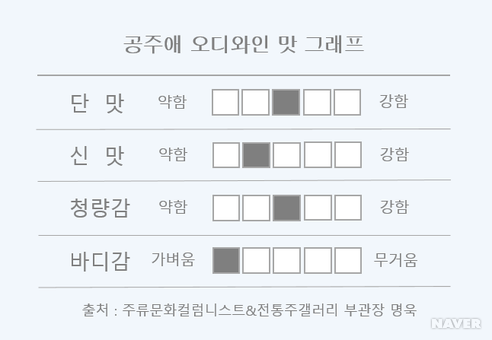 공주애 오디와인 맛 그래프
단 맛 약함 강함
신 맛 약함 강함
청량감 약함 강함
바디감 가벼움 무거움
출처 : 주류문화컬럼니스트&전통주갤러리 부관장 명욱
NAVER